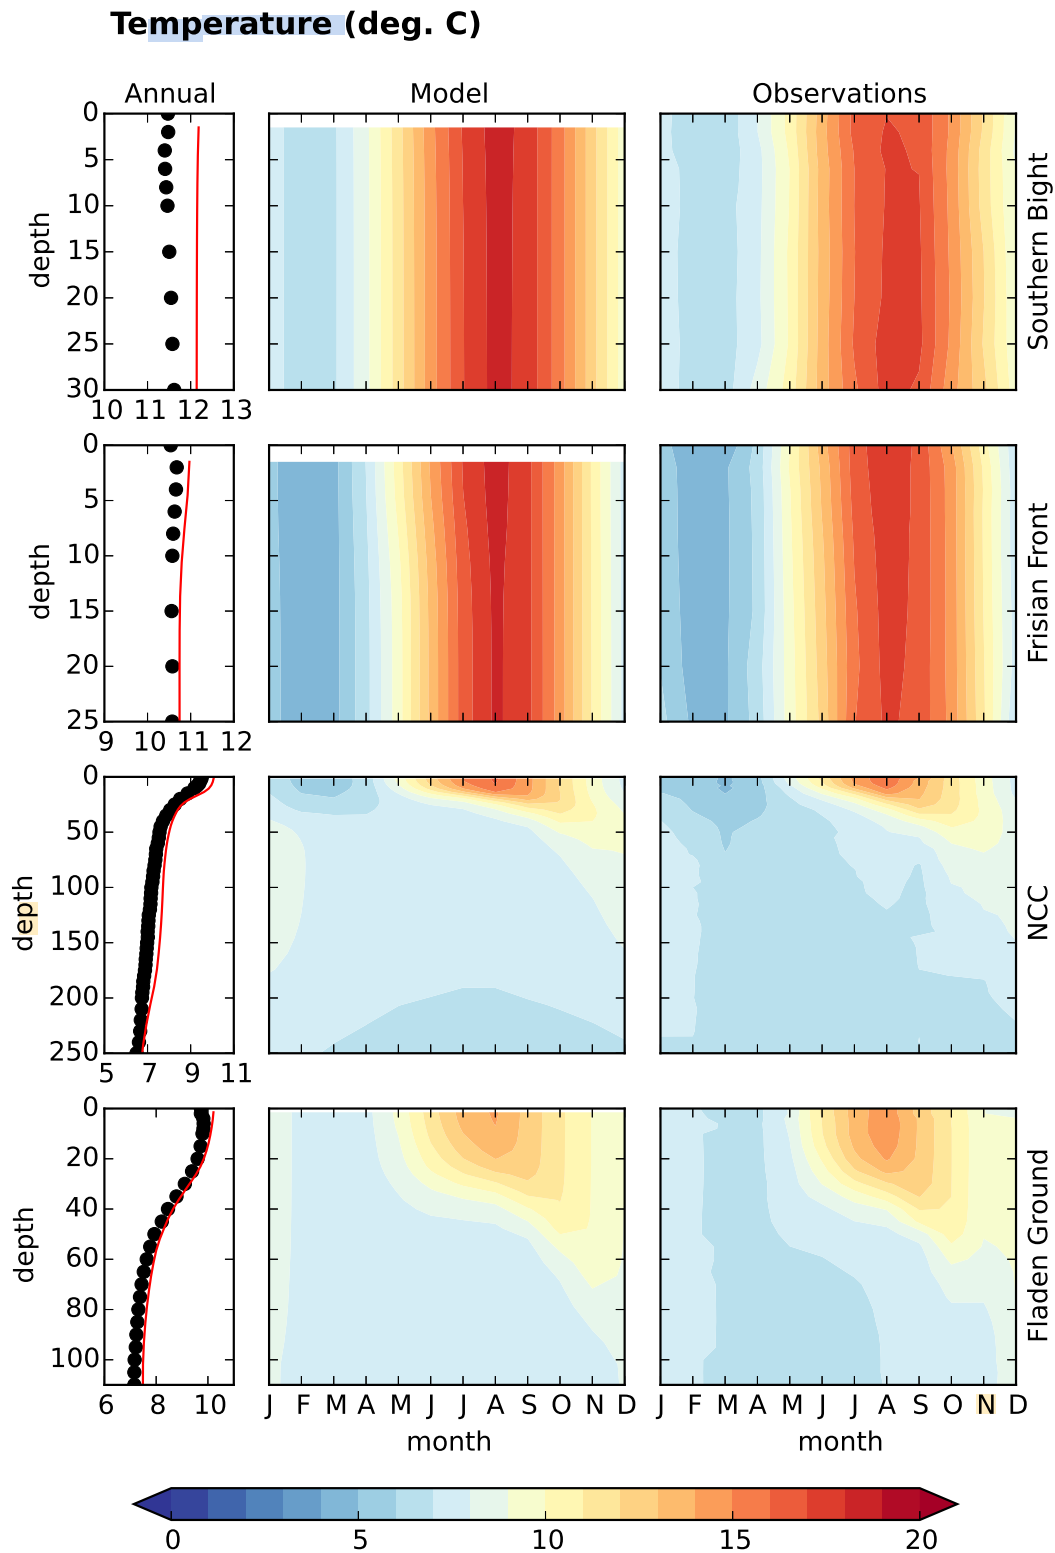 Temperature (deg. C)
Annual Model Observations
0
5
10
15
20
25
30
depth
10 11 12 13
Southern Bight
0
5
10
15
20
25
depth
9 10 11 12
Frisian Front
0
50
100
150
200
250
depth
5 7 9 11
NCC
0
20
40
60
80
100
depth
6 8 10
J F M A M J J A S O N D
J F M A M J J A S O N D
Fladen Ground
month month
0 5 10 15 20